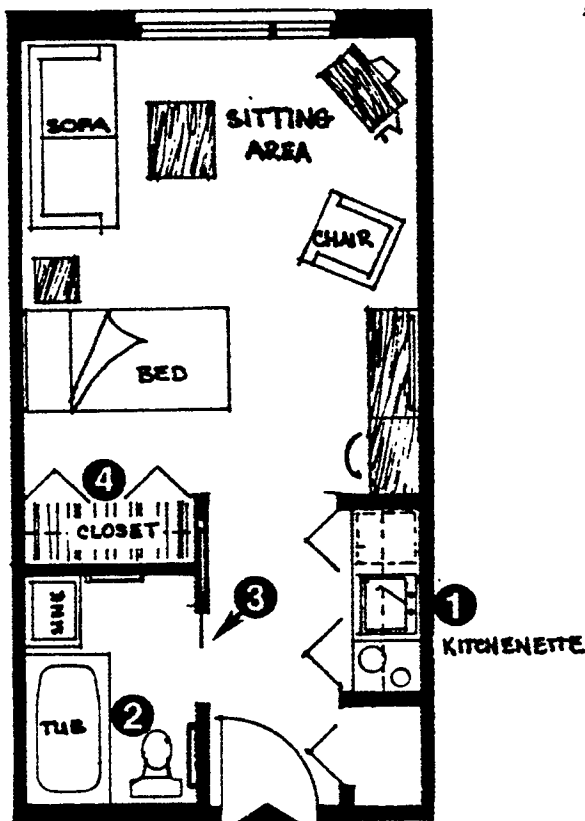 SOFA
SITTING
AREA
CHAIR
BED
4
CLOSET
SINK
3
1
KITCHENETTE
TUB
2